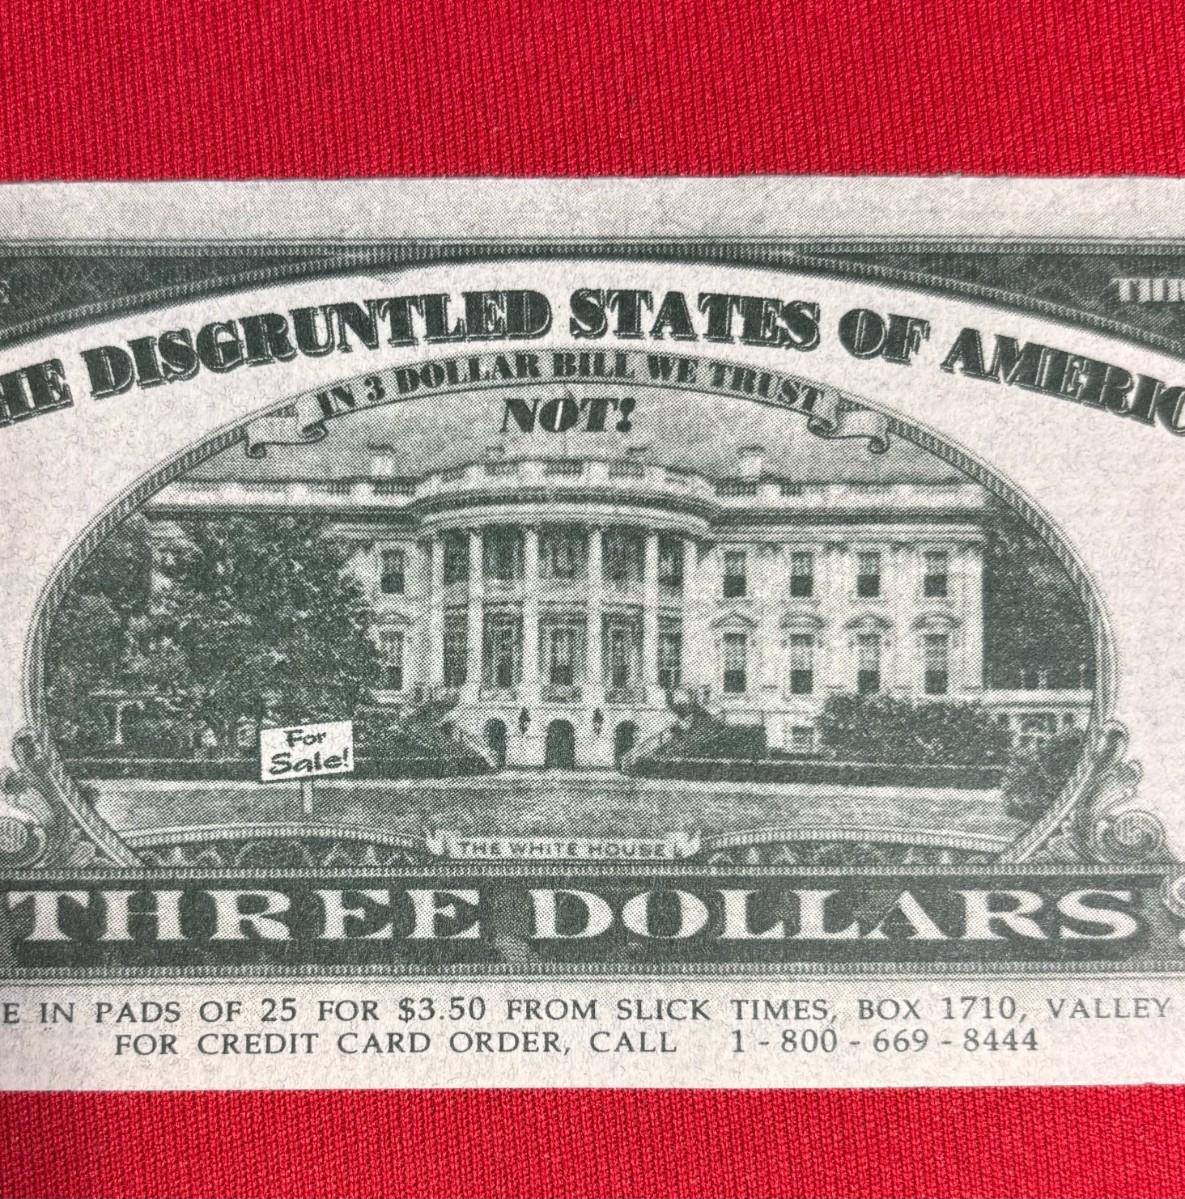 HE DISGRUNTLED STATES OF AMERIC
IN 3 DOLLAR BILL WE TRUST
NOT!
For
Sale!
THE WHITE HOUSE
THREE DOLLARS
E IN PADS OF 25 FOR $3.50 FROM SLICK TIMES, BOX 1710, VALLEY
FOR CREDIT CARD ORDER, CALL 1-800-669-8444